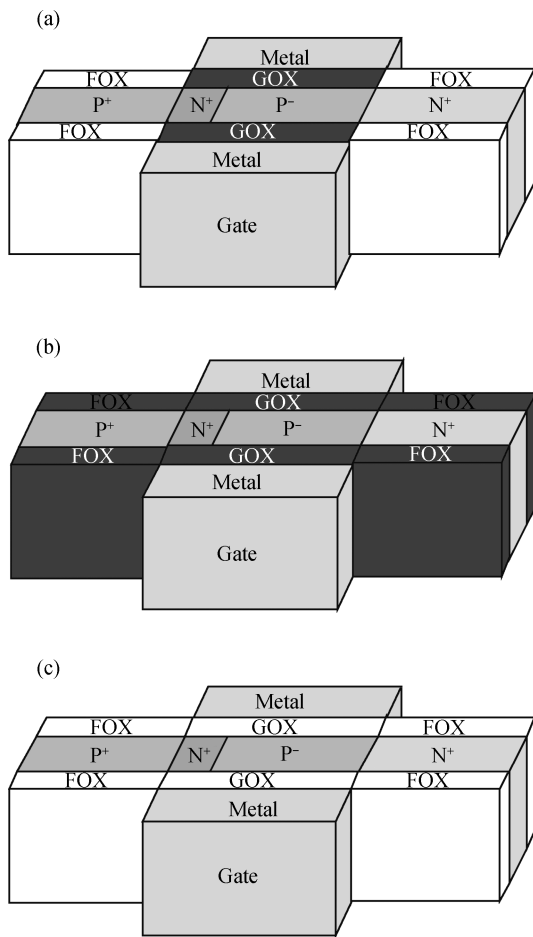 (a)
Metal
FOX GOX FOX
P⁺ N⁺ P⁻ N⁺
FOX GOX FOX
Metal
Gate
(b)
Metal
FOX GOX FOX
P⁺ N⁺ P⁻ N⁺
FOX GOX FOX
Metal
Gate
(c)
Metal
FOX GOX FOX
P⁺ N⁺ P⁻ N⁺
FOX GOX FOX
Metal
Gate